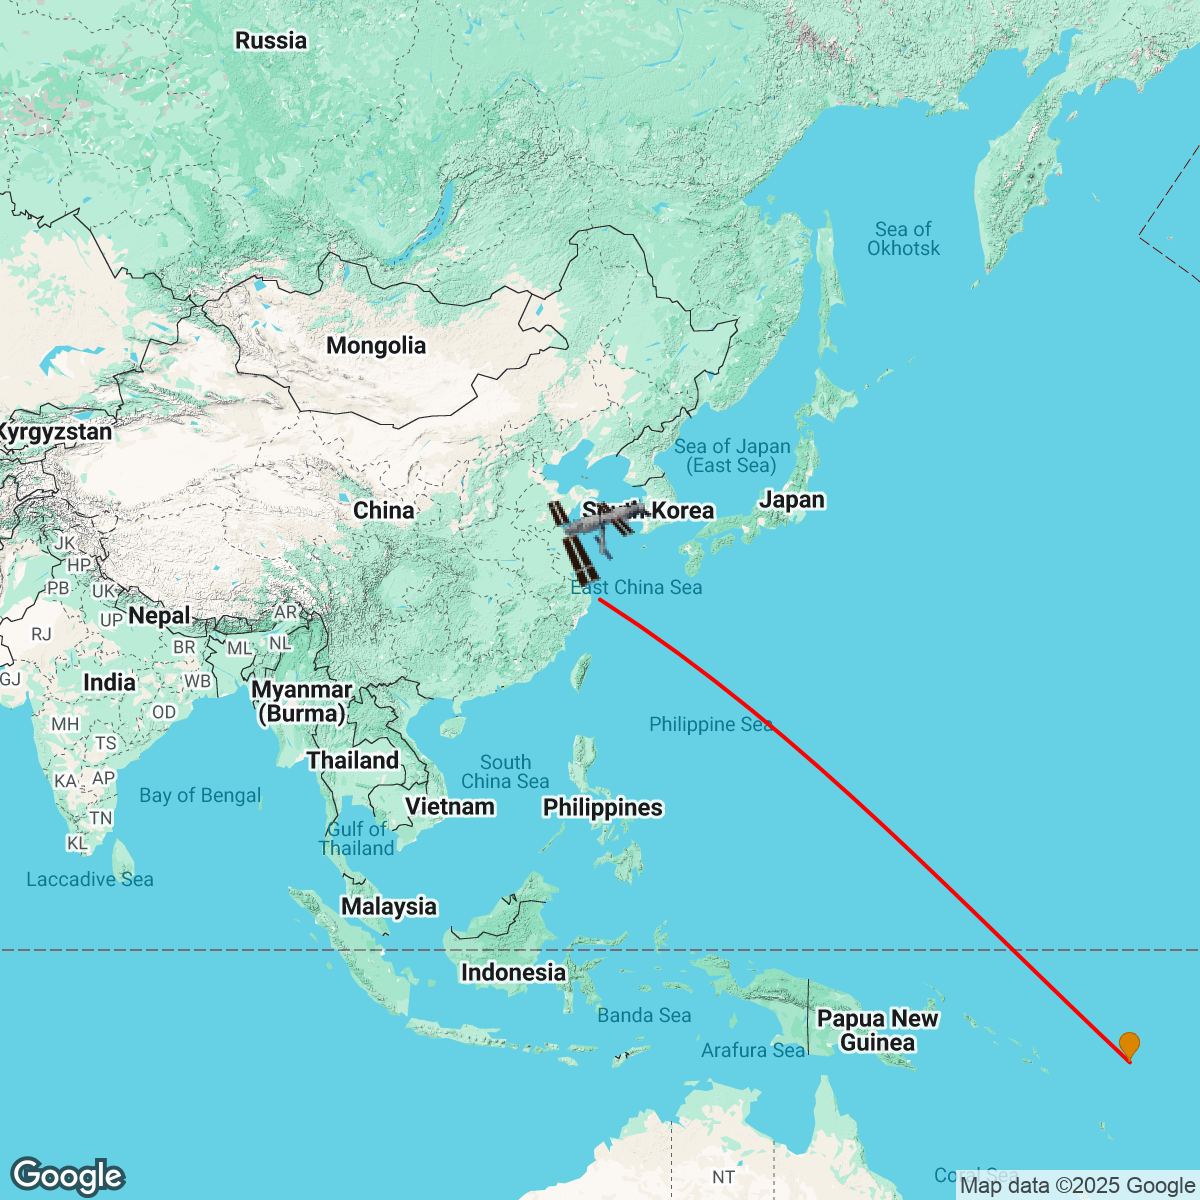 Russia
Sea of
Okhotsk
Mongolia
Kyrgyzstan
Sea of Japan
(East Sea)
Japan
China
South Korea
JK
HP
PB
UK
East China Sea
Nepal
UP
AR
RJ
BR
ML
NL
GJ
India
WB
Myanmar
(Burma)
OD
MH
Philippine Sea
TS
Thailand
South
China Sea
KA
AP
Bay of Bengal
Vietnam
Philippines
TN
Gulf of
Thailand
KL
Laccadive Sea
Malaysia
Indonesia
Banda Sea
Papua New
Guinea
Arafura Sea
NT
Coral Sea
Google
Map data ©2025 Google